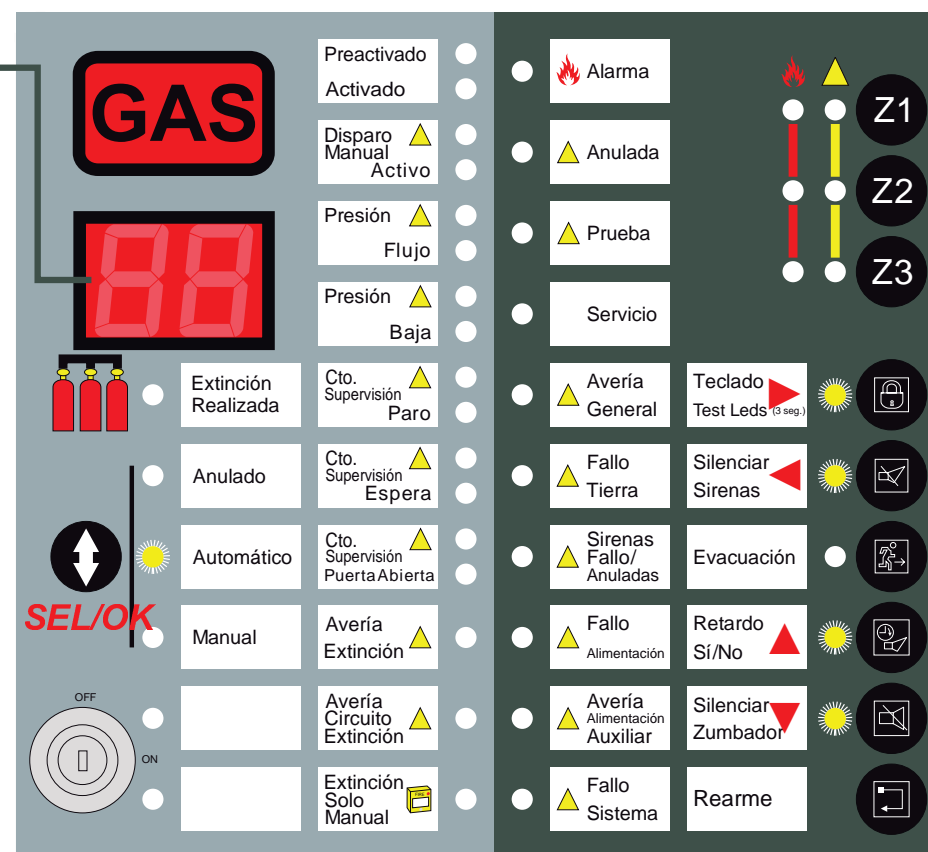 GAS
88
Extinción
Realizada
Anulado
Automático
SEL/OK
Manual
OFF
ON
Preactivado
Activado
Disparo
Manual
Activo
Presión
Flujo
Presión
Baja
Cto.
Supervisión
Paro
Cto.
Supervisión
Espera
Cto.
Supervisión
Puerta Abierta
Avería
Extinción
Avería
Circuito
Extinción
Extinción
Solo
Manual
FIRE
Alarma
Anulada
Prueba
Servicio
Avería
General
Fallo
Tierra
Sirenas
Fallo/
Anuladas
Fallo
Alimentación
Avería
Alimentación
Auxiliar
Fallo
Sistema
Z1
Z2
Z3
Teclado
Test Leds (3 seg.)
Silenciar
Sirenas
Evacuación
Retardo
Sí/No
Silenciar
Zumbador
Rearme